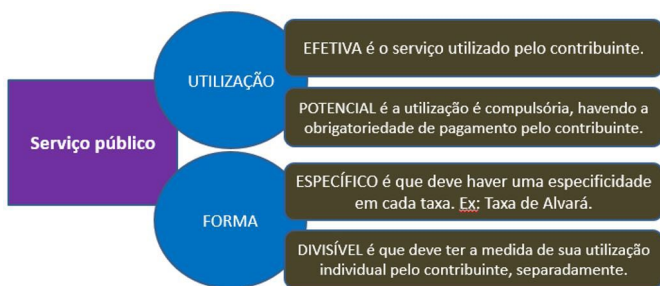 Serviço público
UTILIZAÇÃO
EFETIVA é o serviço utilizado pelo contribuinte.
POTENCIAL é a utilização é compulsória, havendo a
obrigatoriedade de pagamento pelo contribuinte.
FORMA
ESPECÍFICO é que deve haver uma especificidade
em cada taxa. Ex: Taxa de Alvará.
DIVISÍVEL é que deve ter a medida de sua utilização
individual pelo contribuinte, separadamente.